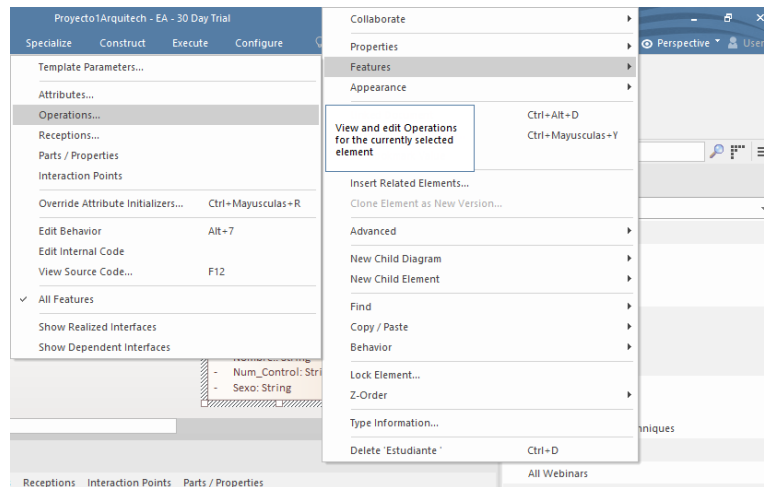 Proyecto1Arquitech - EA - 30 Day Trial
Specialize Construct Execute Configure
Perspective User
Template Parameters...
Attributes...
Operations...
Receptions...
Parts / Properties
Interaction Points
Override Attribute Initializers... Ctrl+Mayusculas+R
Edit Behavior Alt+7
Edit Internal Code
View Source Code... F12
All Features
Show Realized Interfaces
Show Dependent Interfaces
Collaborate
Properties
Features
Appearance
Ctrl+Alt+D
Ctrl+Mayusculas+Y
View and edit Operations
for the currently selected
element
Insert Related Elements...
Clone Element as New Version...
Advanced
New Child Diagram
New Child Element
Find
Copy / Paste
Behavior
Lock Element...
Z-Order
Type Information...
Delete 'Estudiante ' Ctrl+D
- Num_Control: Stri
- Sexo: String
hniques
All Webinars
Receptions Interaction Points Parts / Properties